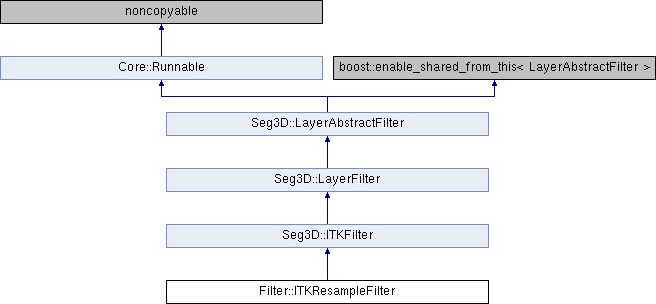 noncopyable
Core::Runnable
boost::enable_shared_from_this< LayerAbstractFilter >
Seg3D::LayerAbstractFilter
Seg3D::LayerFilter
Seg3D::ITKFilter
Filter::ITKResampleFilter